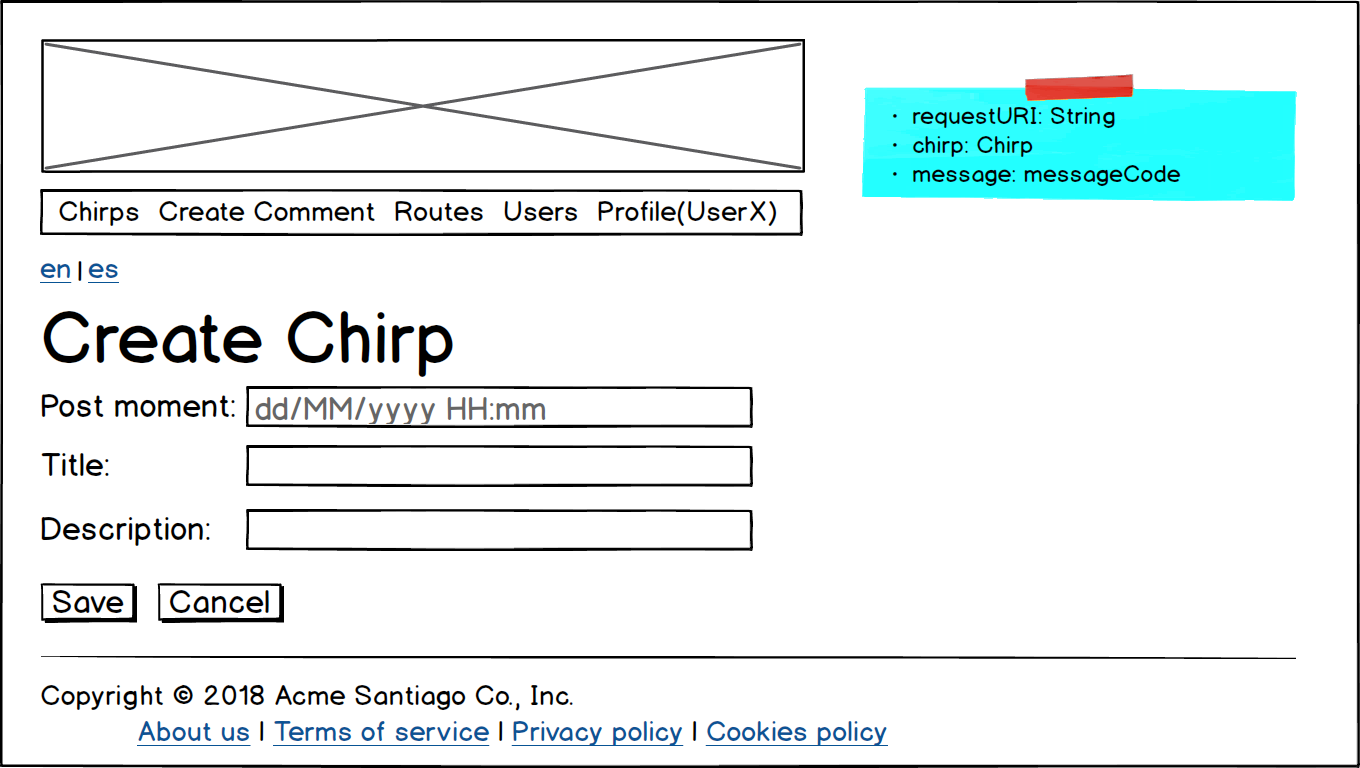 · requestURI: String
· chirp: Chirp
· message: messageCode
Chirps Create Comment Routes Users Profile(UserX)
en | es
Create Chirp
Post moment: dd/MM/yyyy HH:mm
Title:
Description:
Save Cancel
Copyright © 2018 Acme Santiago Co., Inc.
About us | Terms of service | Privacy policy | Cookies policy